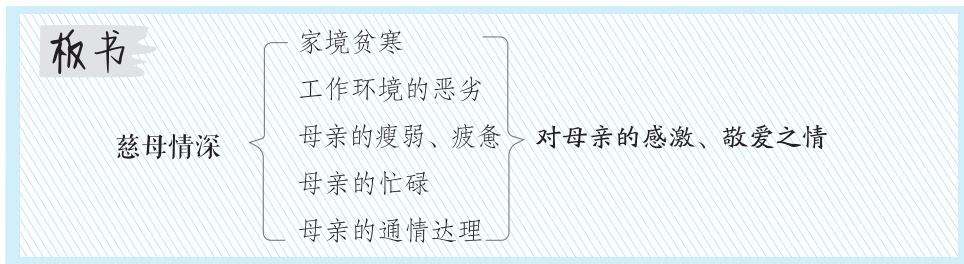 板书
慈母情深
家境贫寒
工作环境的恶劣
母亲的瘦弱、疲惫
母亲的忙碌
母亲的通情达理
对母亲的感激、敬爱之情